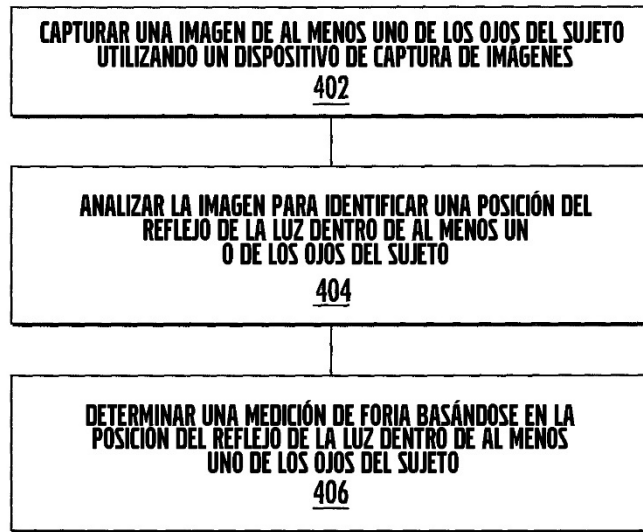 CAPTURAR UNA IMAGEN DE AL MENOS UNO DE LOS OJOS DEL SUJETO
UTILIZANDO UN DISPOSITIVO DE CAPTURA DE IMÁGENES
402
ANALIZAR LA IMAGEN PARA IDENTIFICAR UNA POSICIÓN DEL
REFLEJO DE LA LUZ DENTRO DE AL MENOS UN
O DE LOS OJOS DEL SUJETO
404
DETERMINAR UNA MEDICIÓN DE FORIA BASÁNDOSE EN LA
POSICIÓN DEL REFLEJO DE LA LUZ DENTRO DE AL MENOS
UNO DE LOS OJOS DEL SUJETO
406